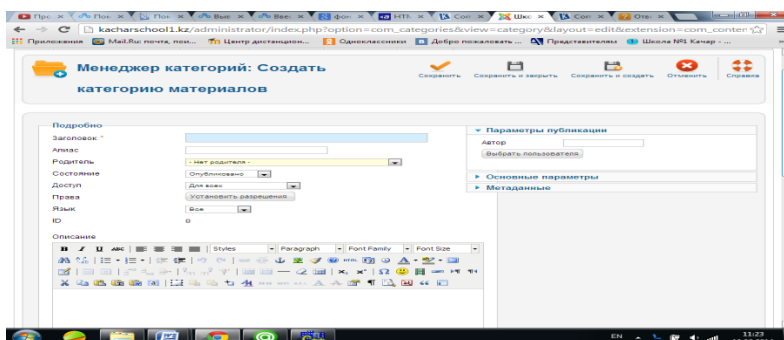 kacharschool1.kz/administrator/index.php?option=com_categories&view=category&layout=edit&extension=com_conten
Приложения Mail.Ru: почта, пои... Центр дистанцион... Одноклассники Добро пожаловать ... Представителям Школа №1 Качар - ...
Менеджер категорий: Создать
категорию материалов
Сохранить Сохранить и закрыть Сохранить и создать Отменить Справка
Подробно
Заголовок *
Алиас
Родитель - Нет родителя -
Состояние Опубликовано
Доступ Для всех
Права Установить разрешения
Язык Все
ID 0
Описание
Параметры публикации
Автор
Выбрать пользователя
Основные параметры
Метаданные
B I U ABC Styles Paragraph Font Family Font Size
HTML
EN 11:23